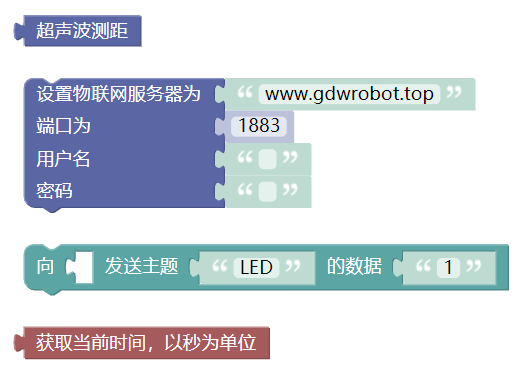 超声波测距
设置物联网服务器为 “ www.gdwrobot.top ”
端口为 1883
用户名 “ ”
密码 “ ”
向 发送主题 “ LED ” 的数据 “ 1 ”
获取当前时间，以秒为单位